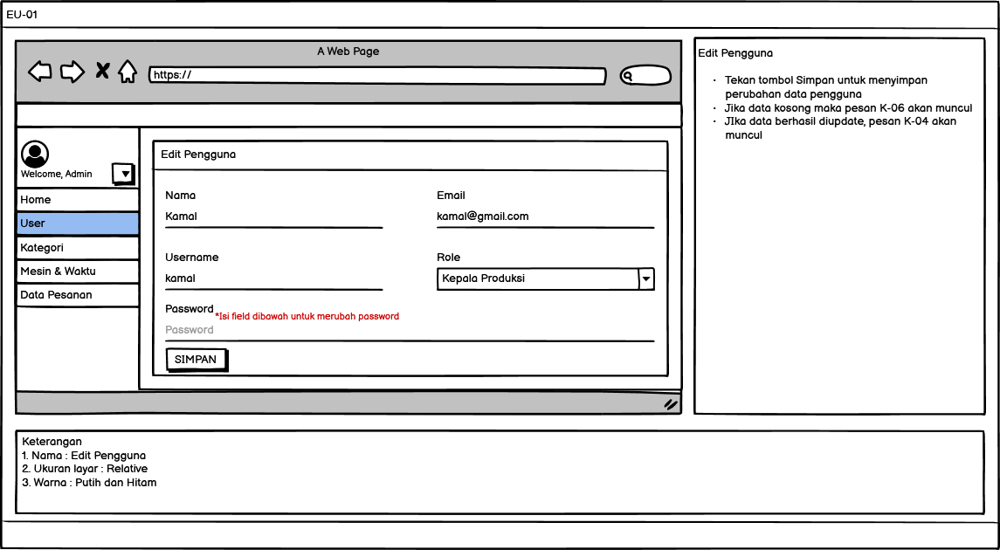 EU-01
A Web Page
https://
Welcome, Admin
Home
User
Kategori
Mesin & Waktu
Data Pesanan
Edit Pengguna
Nama
Email
Kamal
kamal@gmail.com
Username
Role
kamal
Kepala Produksi
Password *Isi field dibawah untuk merubah password
Password
SIMPAN
Edit Pengguna
· Tekan tombol Simpan untuk menyimpan
perubahan data pengguna
· Jika data kosong maka pesan K-06 akan muncul
· JIka data berhasil diupdate, pesan K-04 akan
muncul
Keterangan
1. Nama : Edit Pengguna
2. Ukuran layar : Relative
3. Warna : Putih dan Hitam